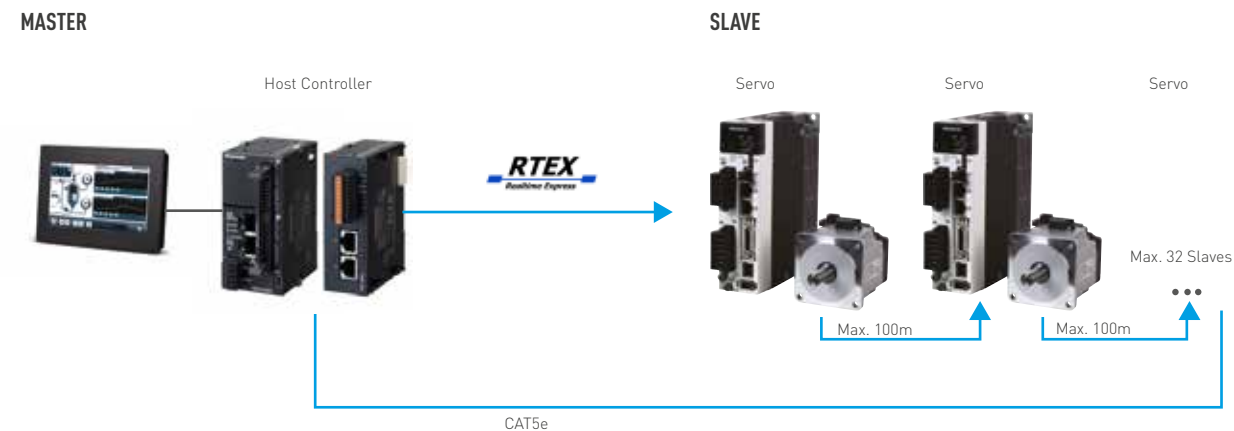 MASTER
SLAVE
Host Controller
Servo
Servo
Servo
RTEX
Realtime Express
Max. 32 Slaves
...
Max. 100m
Max. 100m
CAT5e